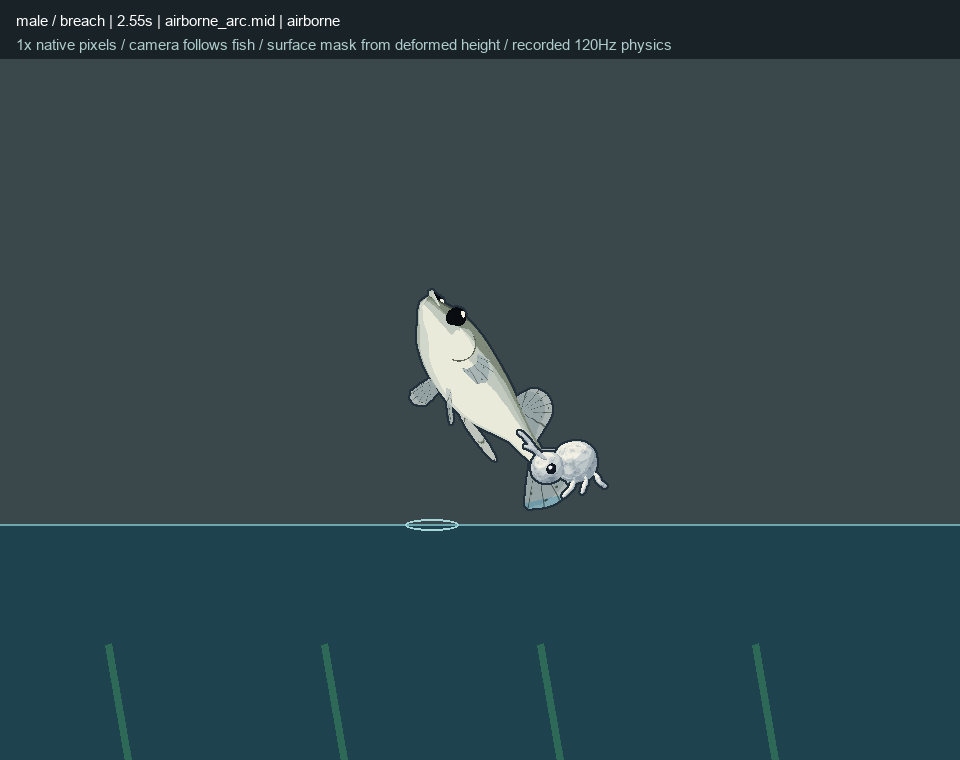 male / breach | 2.55s | airborne_arc.mid | airborne
1x native pixels / camera follows fish / surface mask from deformed height / recorded 120Hz physics